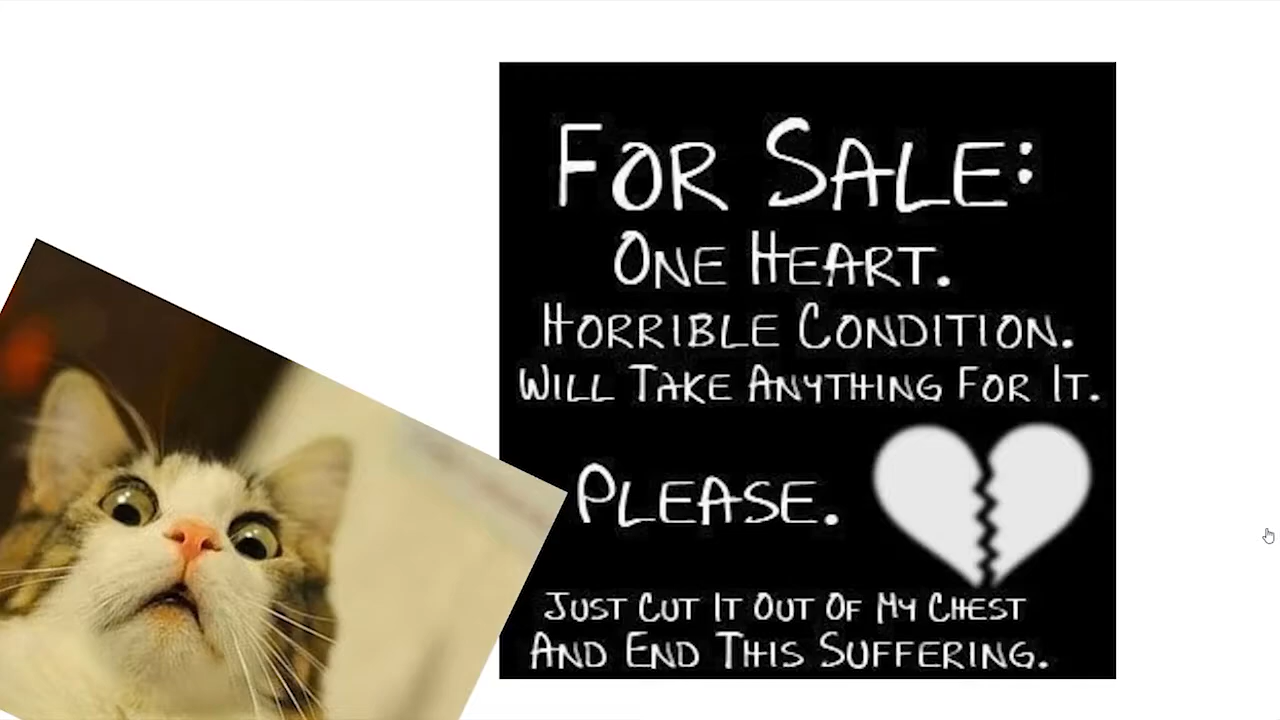 For Sale:
One Heart.
Horrible Condition.
Will Take Anything For It.
Please.
Just Cut It Out Of My Chest
And End This Suffering.